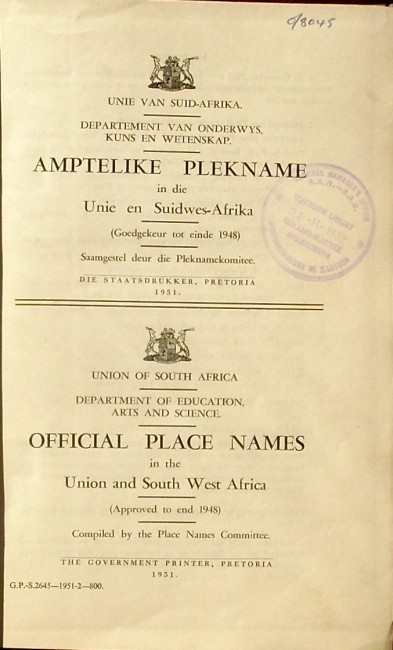 c/8045
UNIE VAN SUID-AFRIKA.
DEPARTEMENT VAN ONDERWYS,
KUNS EN WETENSKAP.
AMPTELIKE PLEKNAME
in die
Unie en Suidwes-Afrika
(Goedgekeur tot einde 1948)
Saamgestel deur die Pleknamekomitee.
DIE STAATSDRUKKER, PRETORIA
1951.
UNION OF SOUTH AFRICA
DEPARTMENT OF EDUCATION,
ARTS AND SCIENCE.
OFFICIAL PLACE NAMES
in the
Union and South West Africa
(Approved to end 1948)
Compiled by the Place Names Committee.
THE GOVERNMENT PRINTER, PRETORIA
1951.
G.P.-S.2645—1951-2—800.